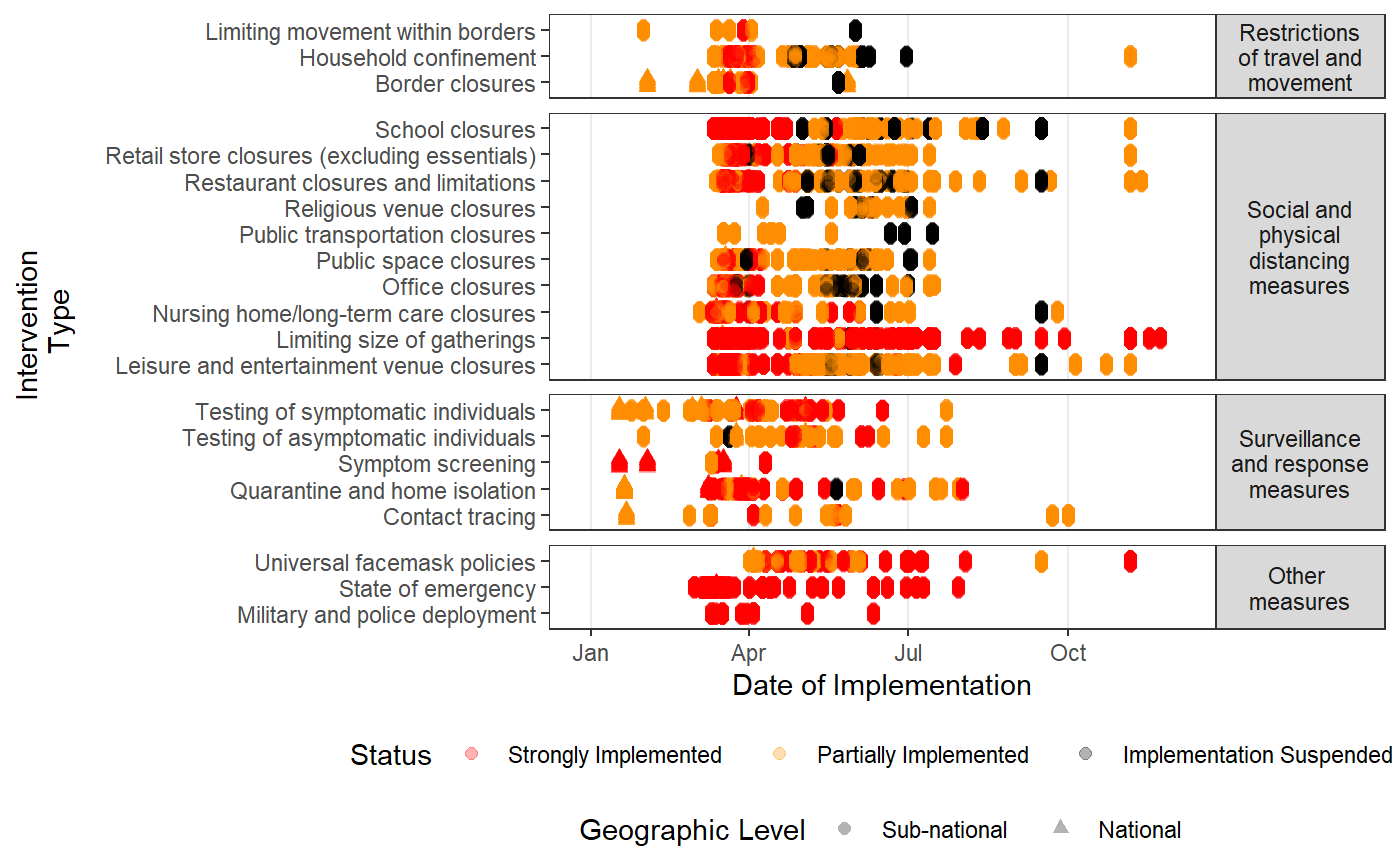 Limiting movement within borders
Household confinement
Border closures
Restrictions
of travel and
movement
School closures
Retail store closures (excluding essentials)
Restaurant closures and limitations
Religious venue closures
Public transportation closures
Public space closures
Office closures
Nursing home/long-term care closures
Limiting size of gatherings
Leisure and entertainment venue closures
Social and
physical
distancing
measures
Testing of symptomatic individuals
Testing of asymptomatic individuals
Symptom screening
Quarantine and home isolation
Contact tracing
Surveillance
and response
measures
Universal facemask policies
State of emergency
Military and police deployment
Other
measures
Intervention
Type
Jan
Apr
Jul
Oct
Date of Implementation
Status
Strongly Implemented
Partially Implemented
Implementation Suspended
Geographic Level
Sub-national
National